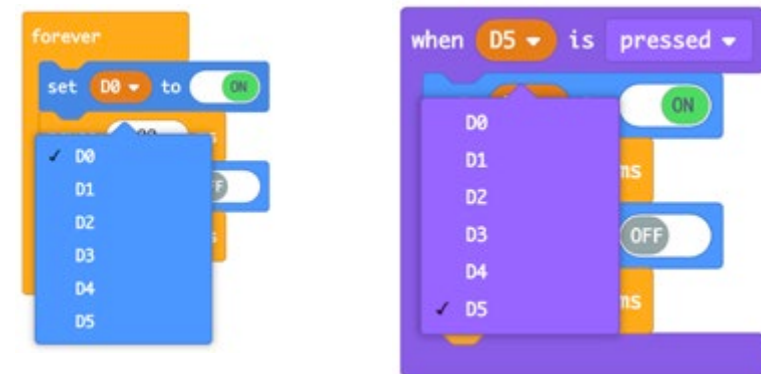 forever
set D0 to ON
✓ D0
D1
D2
D3
D4
D5
when D5 is pressed
ON
D0
D1
ms
D2
D3
OFF
D4
✓ D5
ms